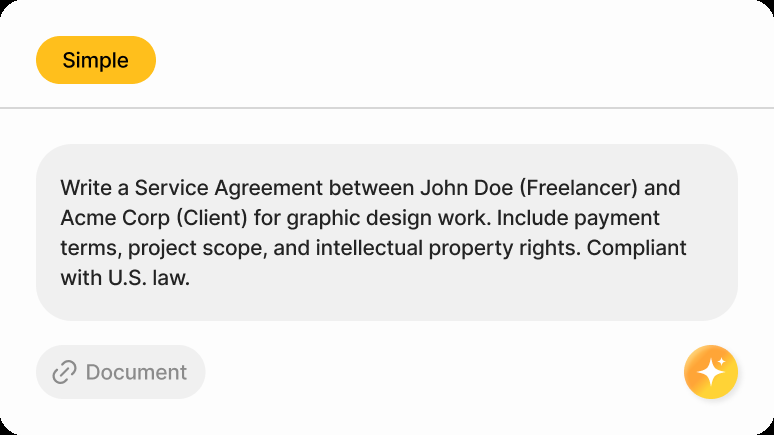 Simple
Write a Service Agreement between John Doe (Freelancer) and
Acme Corp (Client) for graphic design work. Include payment
terms, project scope, and intellectual property rights. Compliant
with U.S. law.
Document